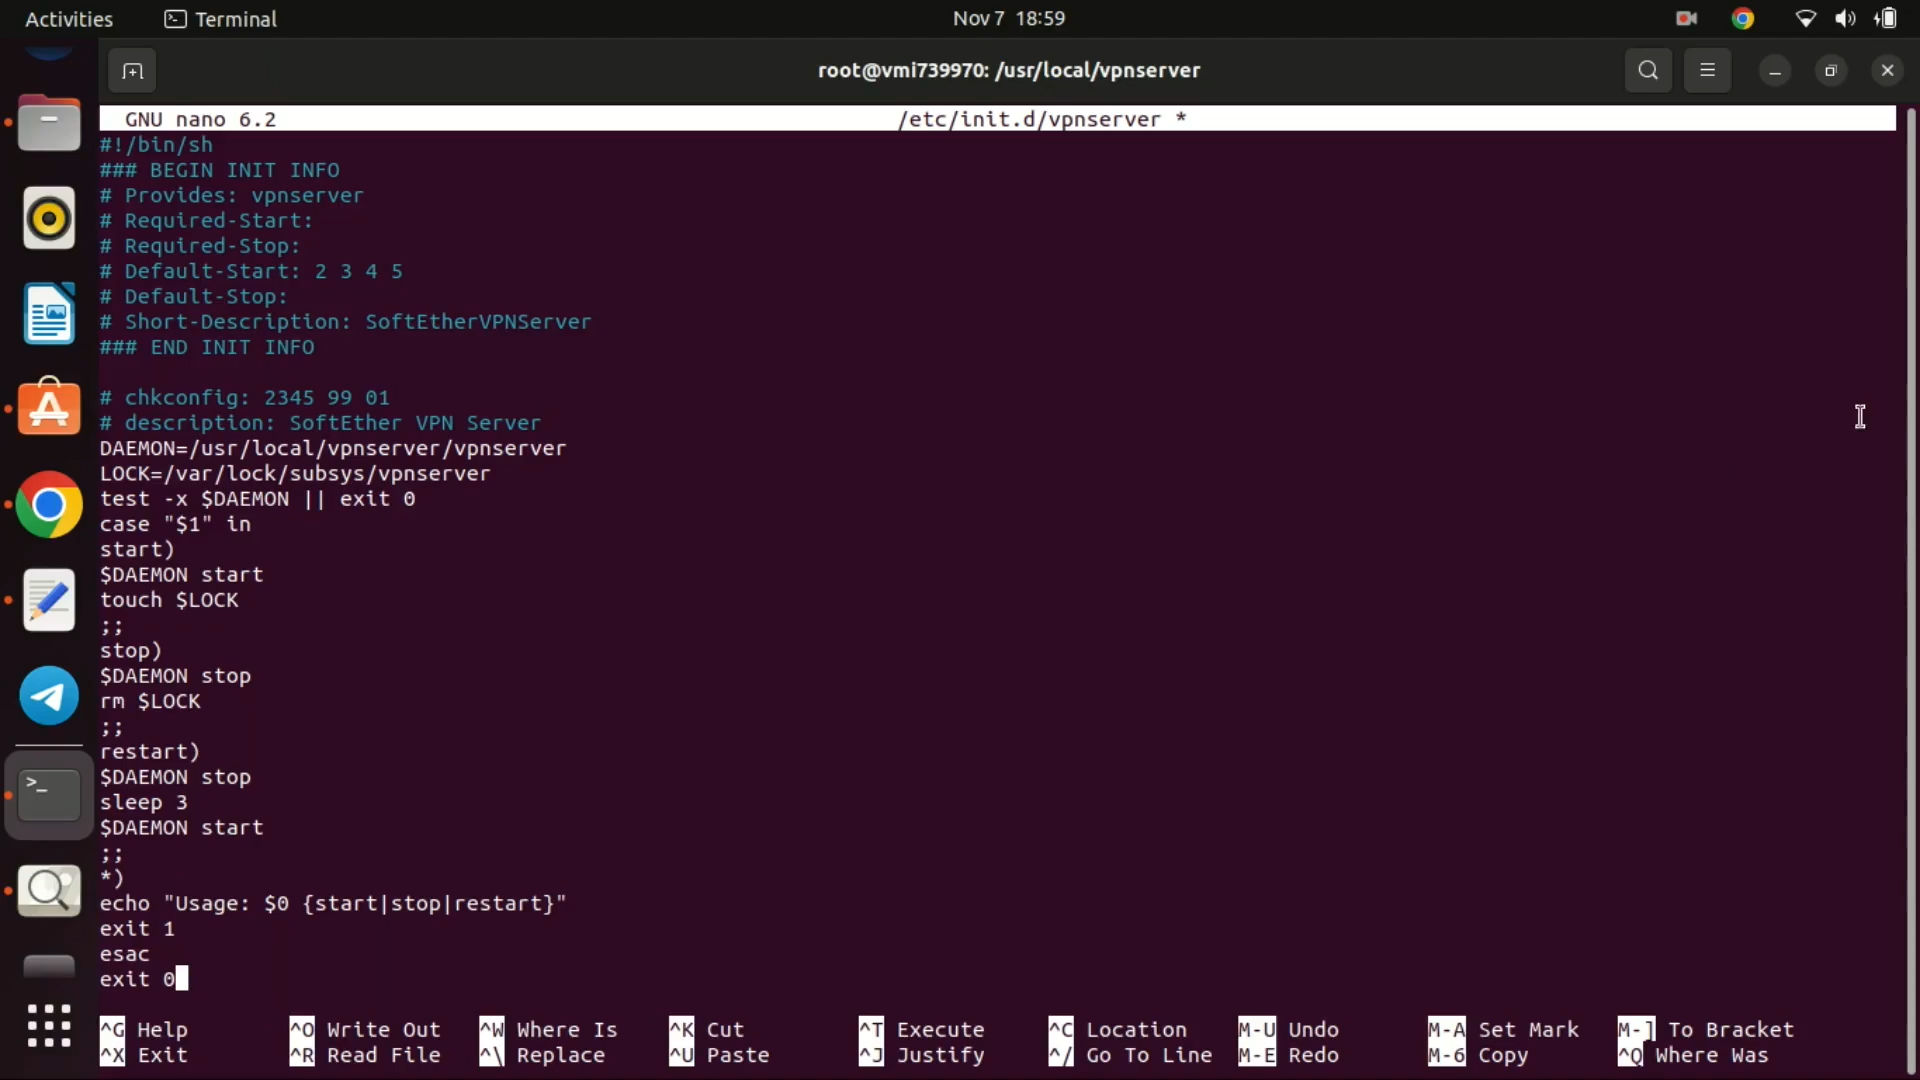 Activities Terminal Nov 7 18:59
root@vmi739970: /usr/local/vpnserver
GNU nano 6.2 /etc/init.d/vpnserver *
#!/bin/sh
### BEGIN INIT INFO
# Provides: vpnserver
# Required-Start:
# Required-Stop:
# Default-Start: 2 3 4 5
# Default-Stop:
# Short-Description: SoftEtherVPNServer
### END INIT INFO
# chkconfig: 2345 99 01
# description: SoftEther VPN Server
DAEMON=/usr/local/vpnserver/vpnserver
LOCK=/var/lock/subsys/vpnserver
test -x $DAEMON || exit 0
case "$1" in
start)
$DAEMON start
touch $LOCK
;;
stop)
$DAEMON stop
rm $LOCK
;;
restart)
$DAEMON stop
sleep 3
$DAEMON start
;;
*)
echo "Usage: $0 {start|stop|restart}"
exit 1
esac
exit 0
^G Help ^O Write Out ^W Where Is ^K Cut ^T Execute ^C Location M-U Undo M-A Set Mark M-] To Bracket
^X Exit ^R Read File ^\ Replace ^U Paste ^J Justify ^/ Go To Line M-E Redo M-6 Copy ^Q Where Was